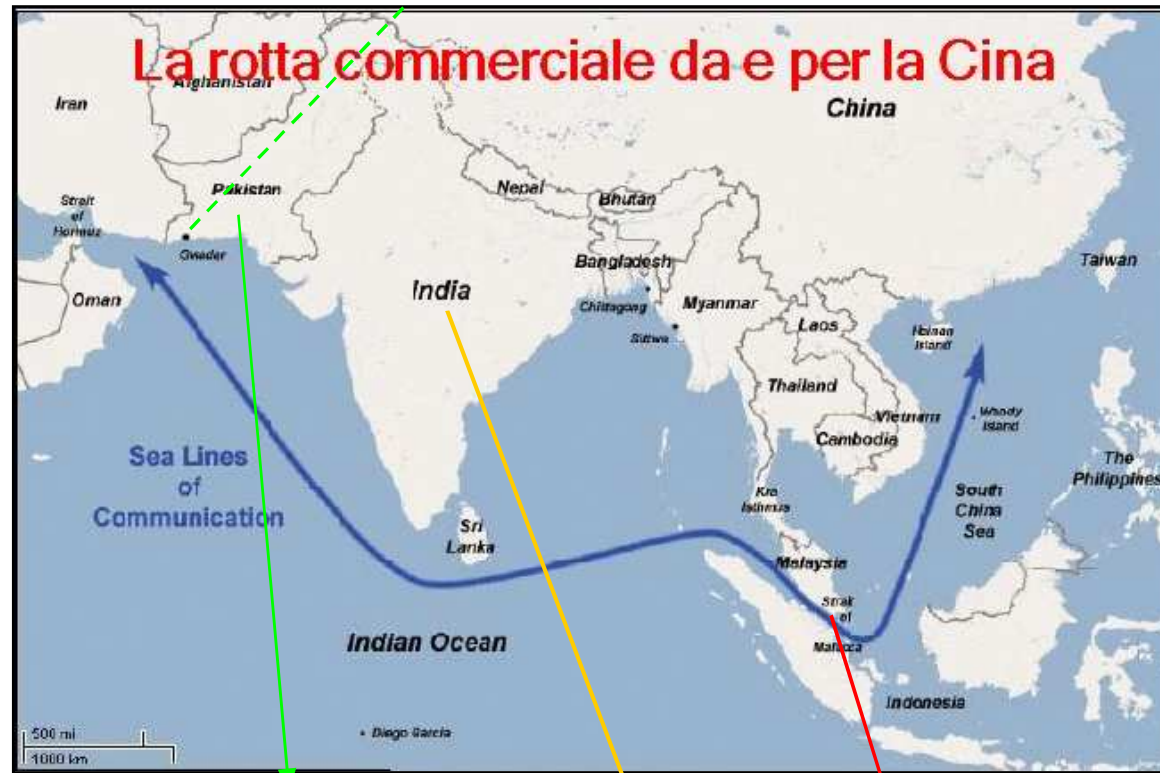 La rotta commerciale da e per la Cina
Afghanistan
Iran
China
Pakistan
Nepal
Bhutan
Strait
of
Hormuz
Gwadar
Bangladesh
Taiwan
Oman
India
Chittagong
Myanmar
Sittwe
Laos
Hainan
Island
Thailand
Vietnam
Woody
Island
Cambodia
Sea Lines
of
Communication
The
Philippines
Kra
Isthmus
South
China
Sea
Sri
Lanka
Malaysia
Strait
of
Malacca
Indian Ocean
Indonesia
Diego Garcia
500 mi
1000 km